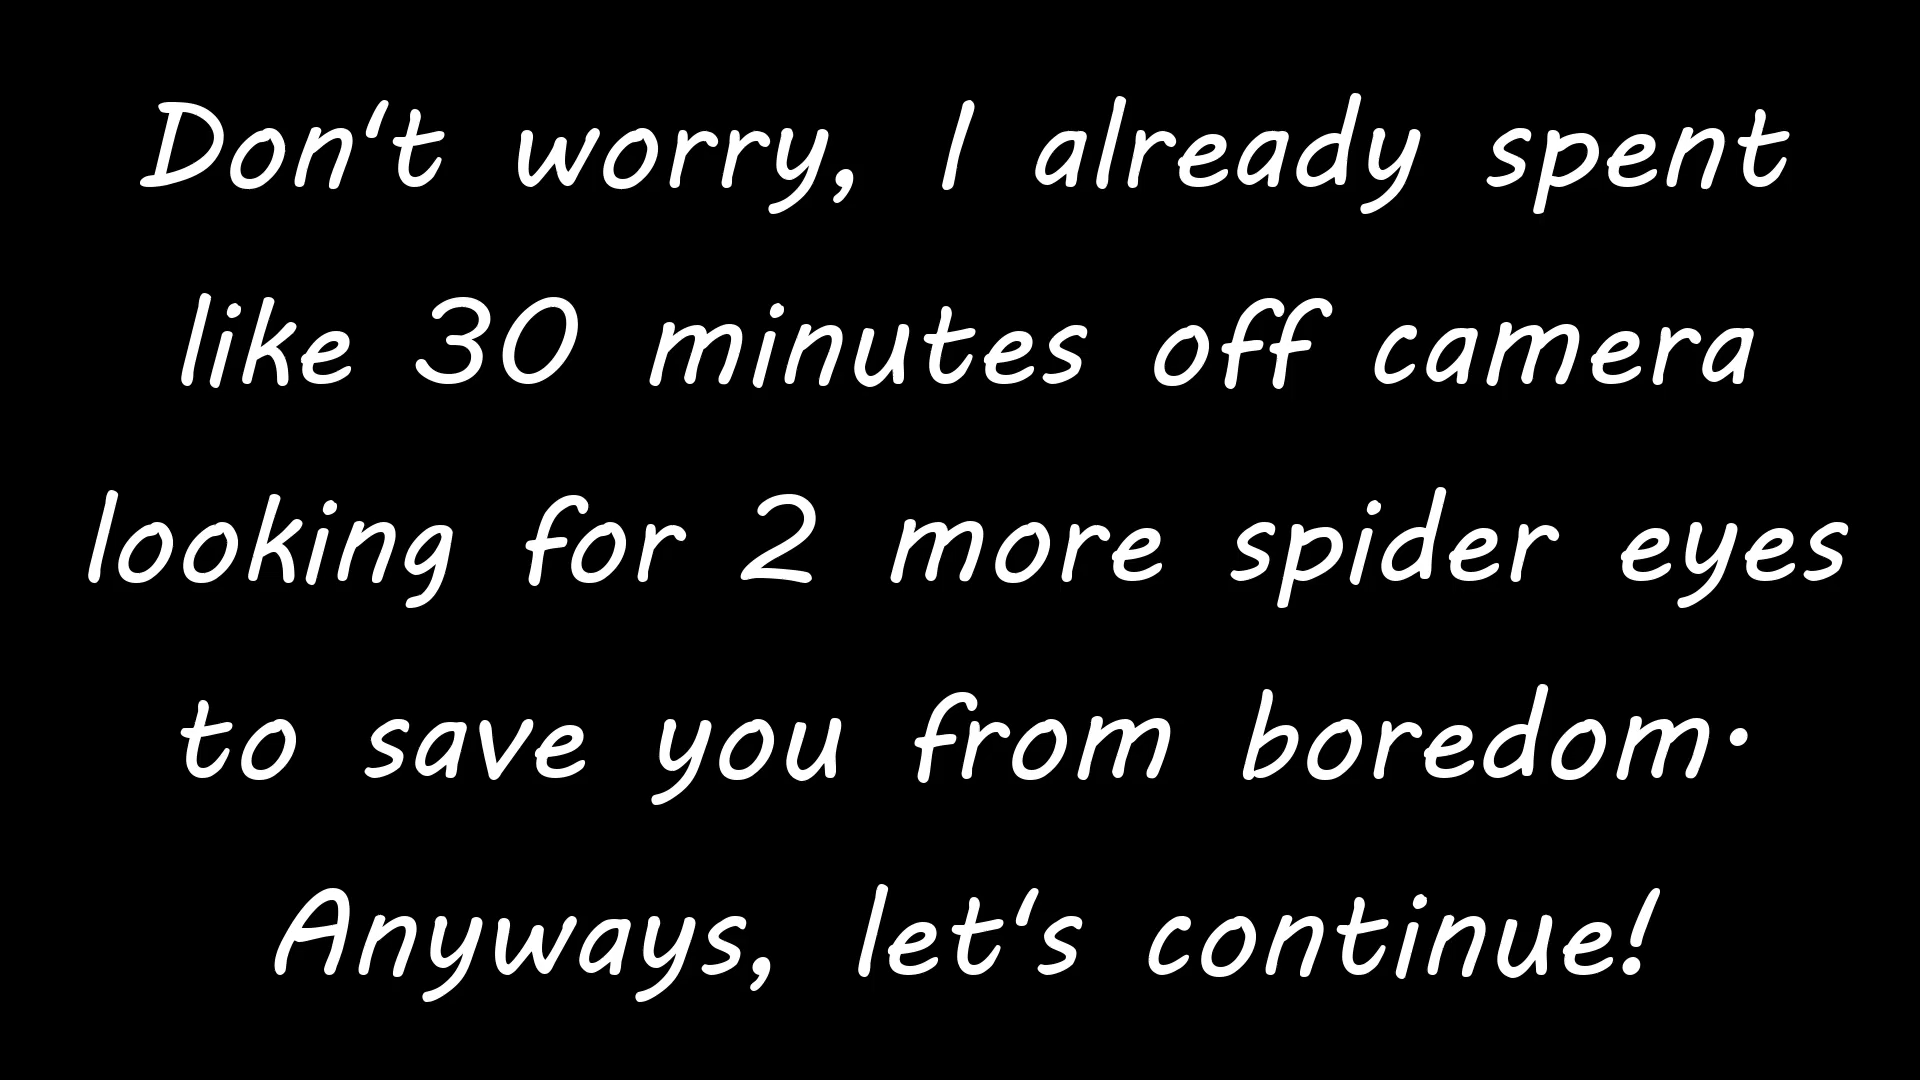 Don't worry, I already spent
like 30 minutes off camera
looking for 2 more spider eyes
to save you from boredom.
Anyways, let's continue!